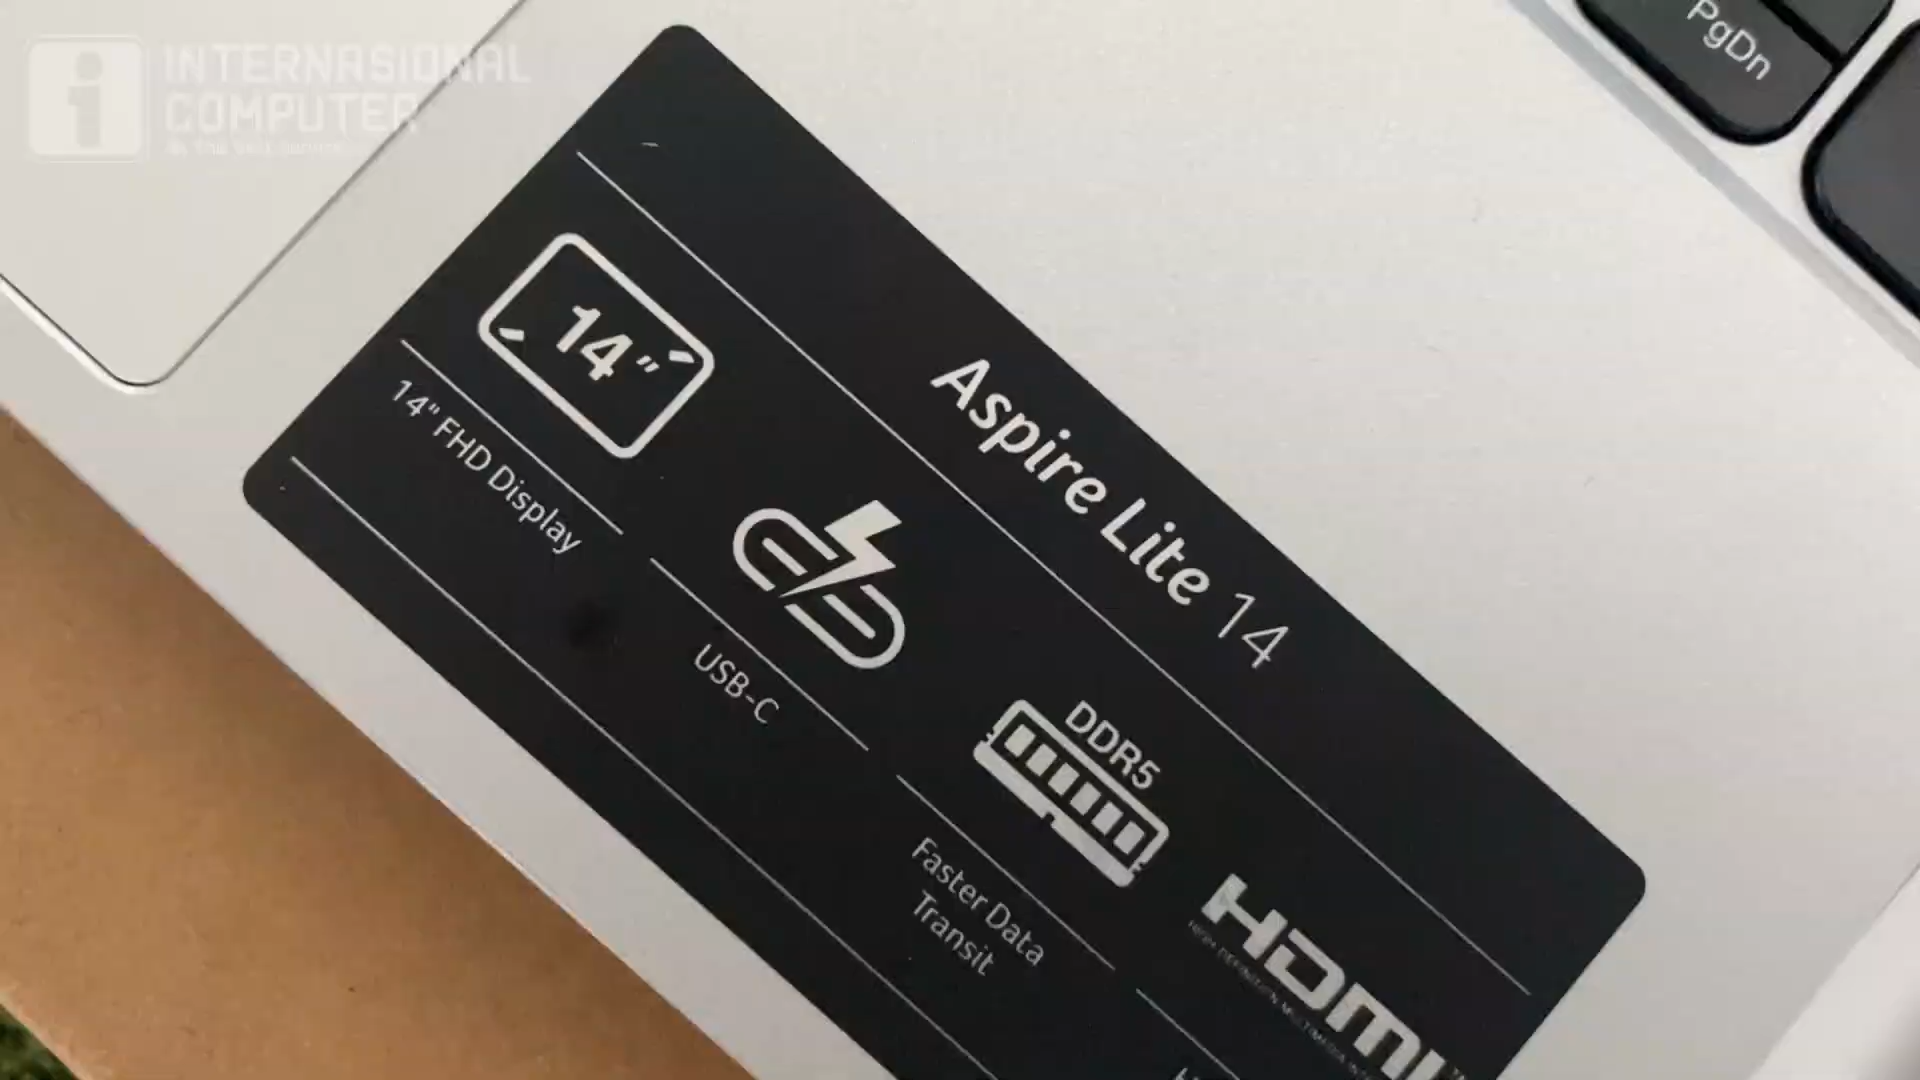 INTERNASIONAL
COMPUTER
PgDn
Aspire Lite 14
14"
14" FHD Display
USB-C
DDR5
Faster Data
Transit
HDMI